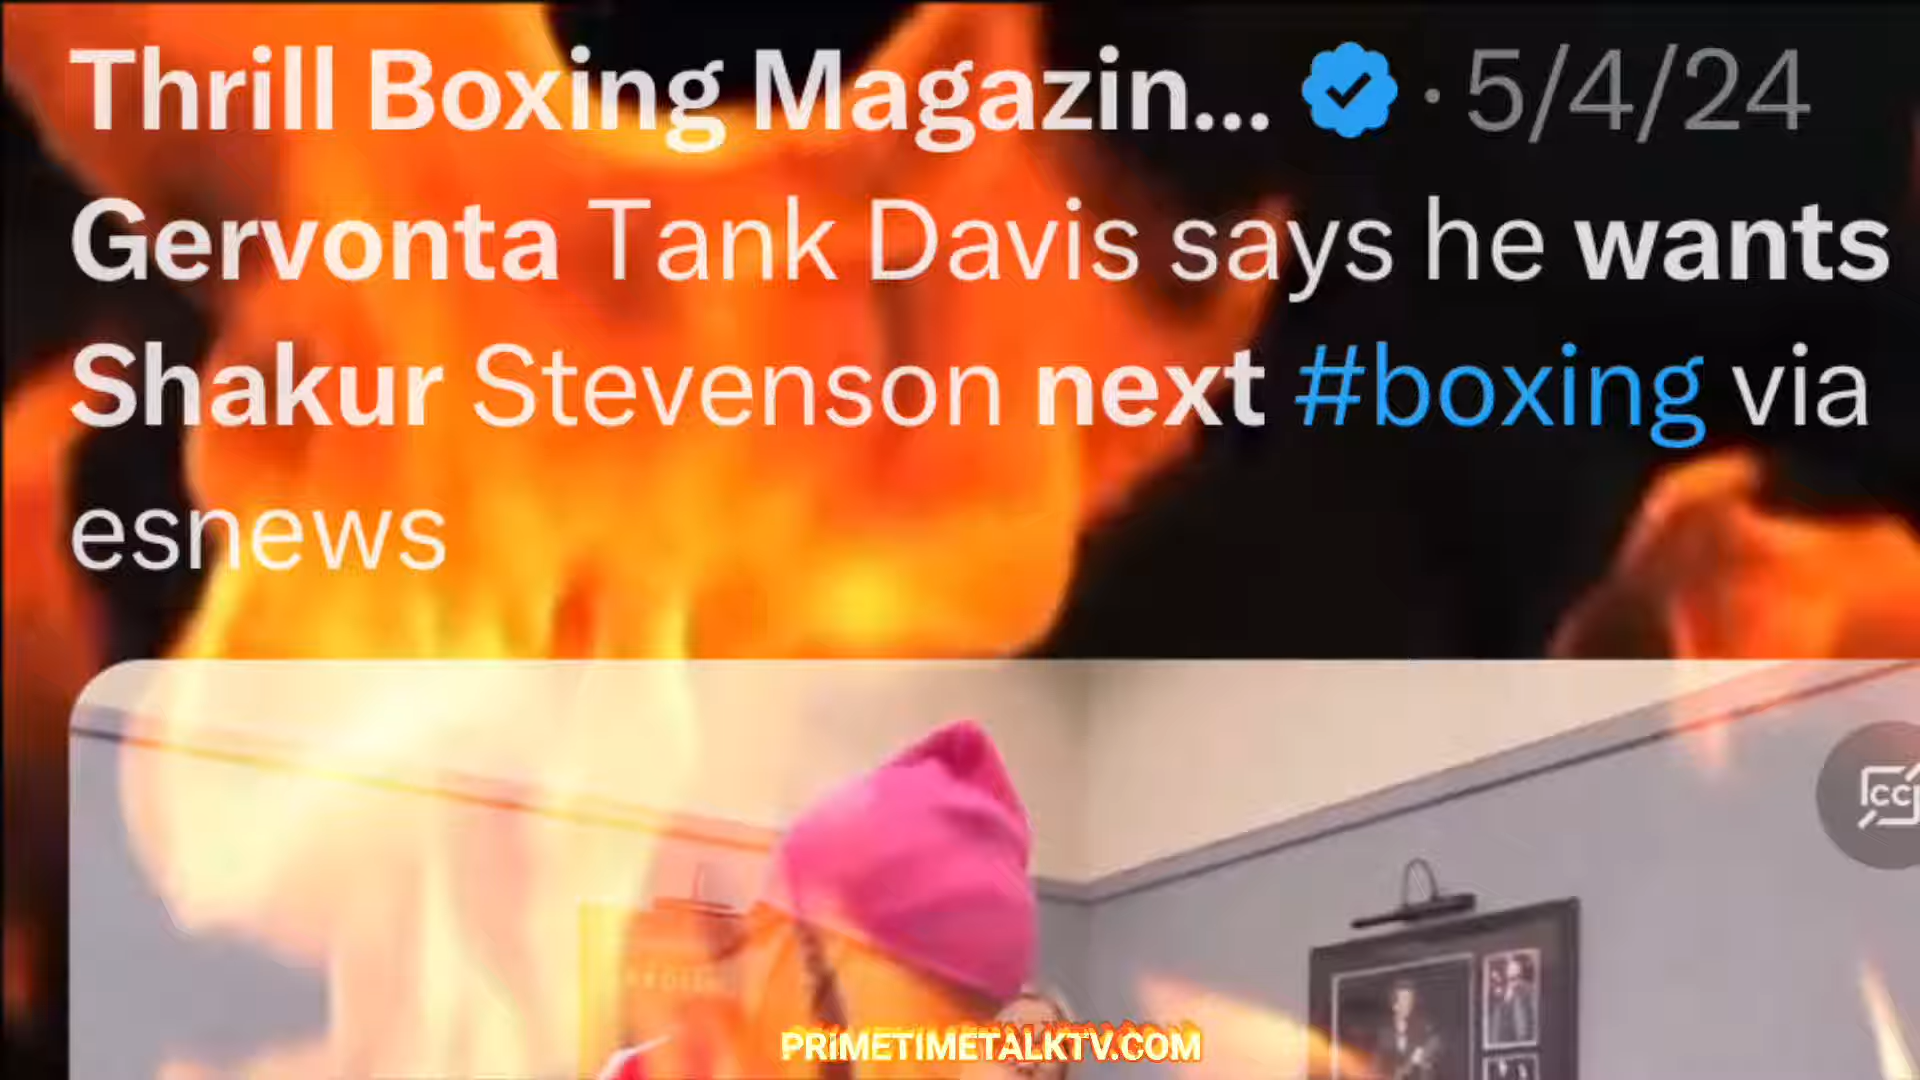 Thrill Boxing Magazin... · 5/4/24
Gervonta Tank Davis says he wants
Shakur Stevenson next #boxing via
esnews
CC
PRIMETIMETALKTV.COM